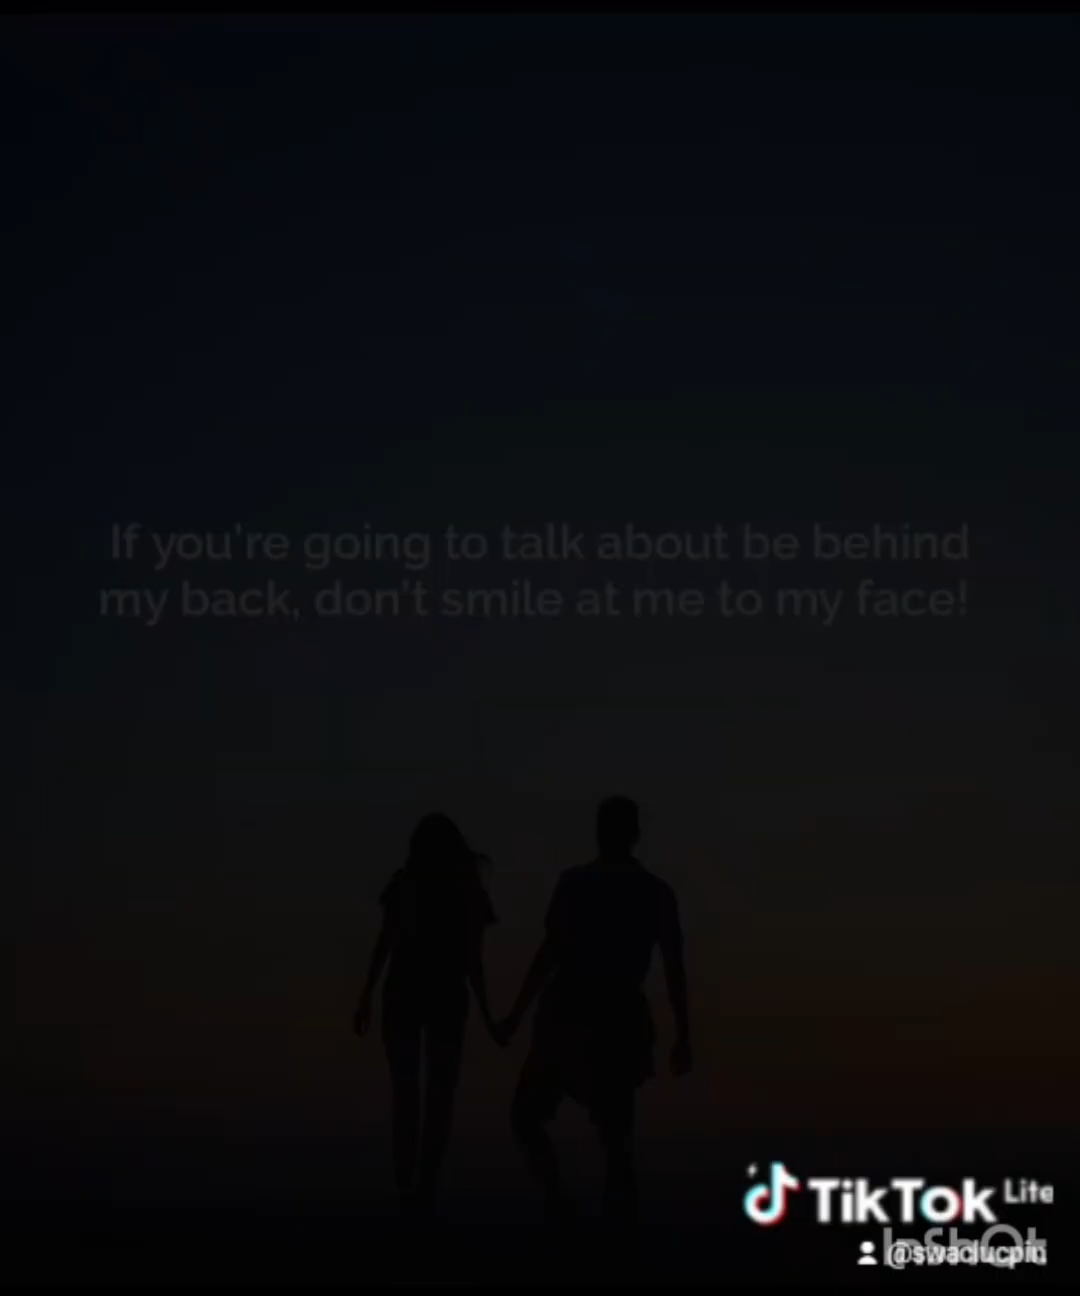 If you're going to talk about be behind
my back, don't smile at me to my face!
TikTok Lite
InShOt